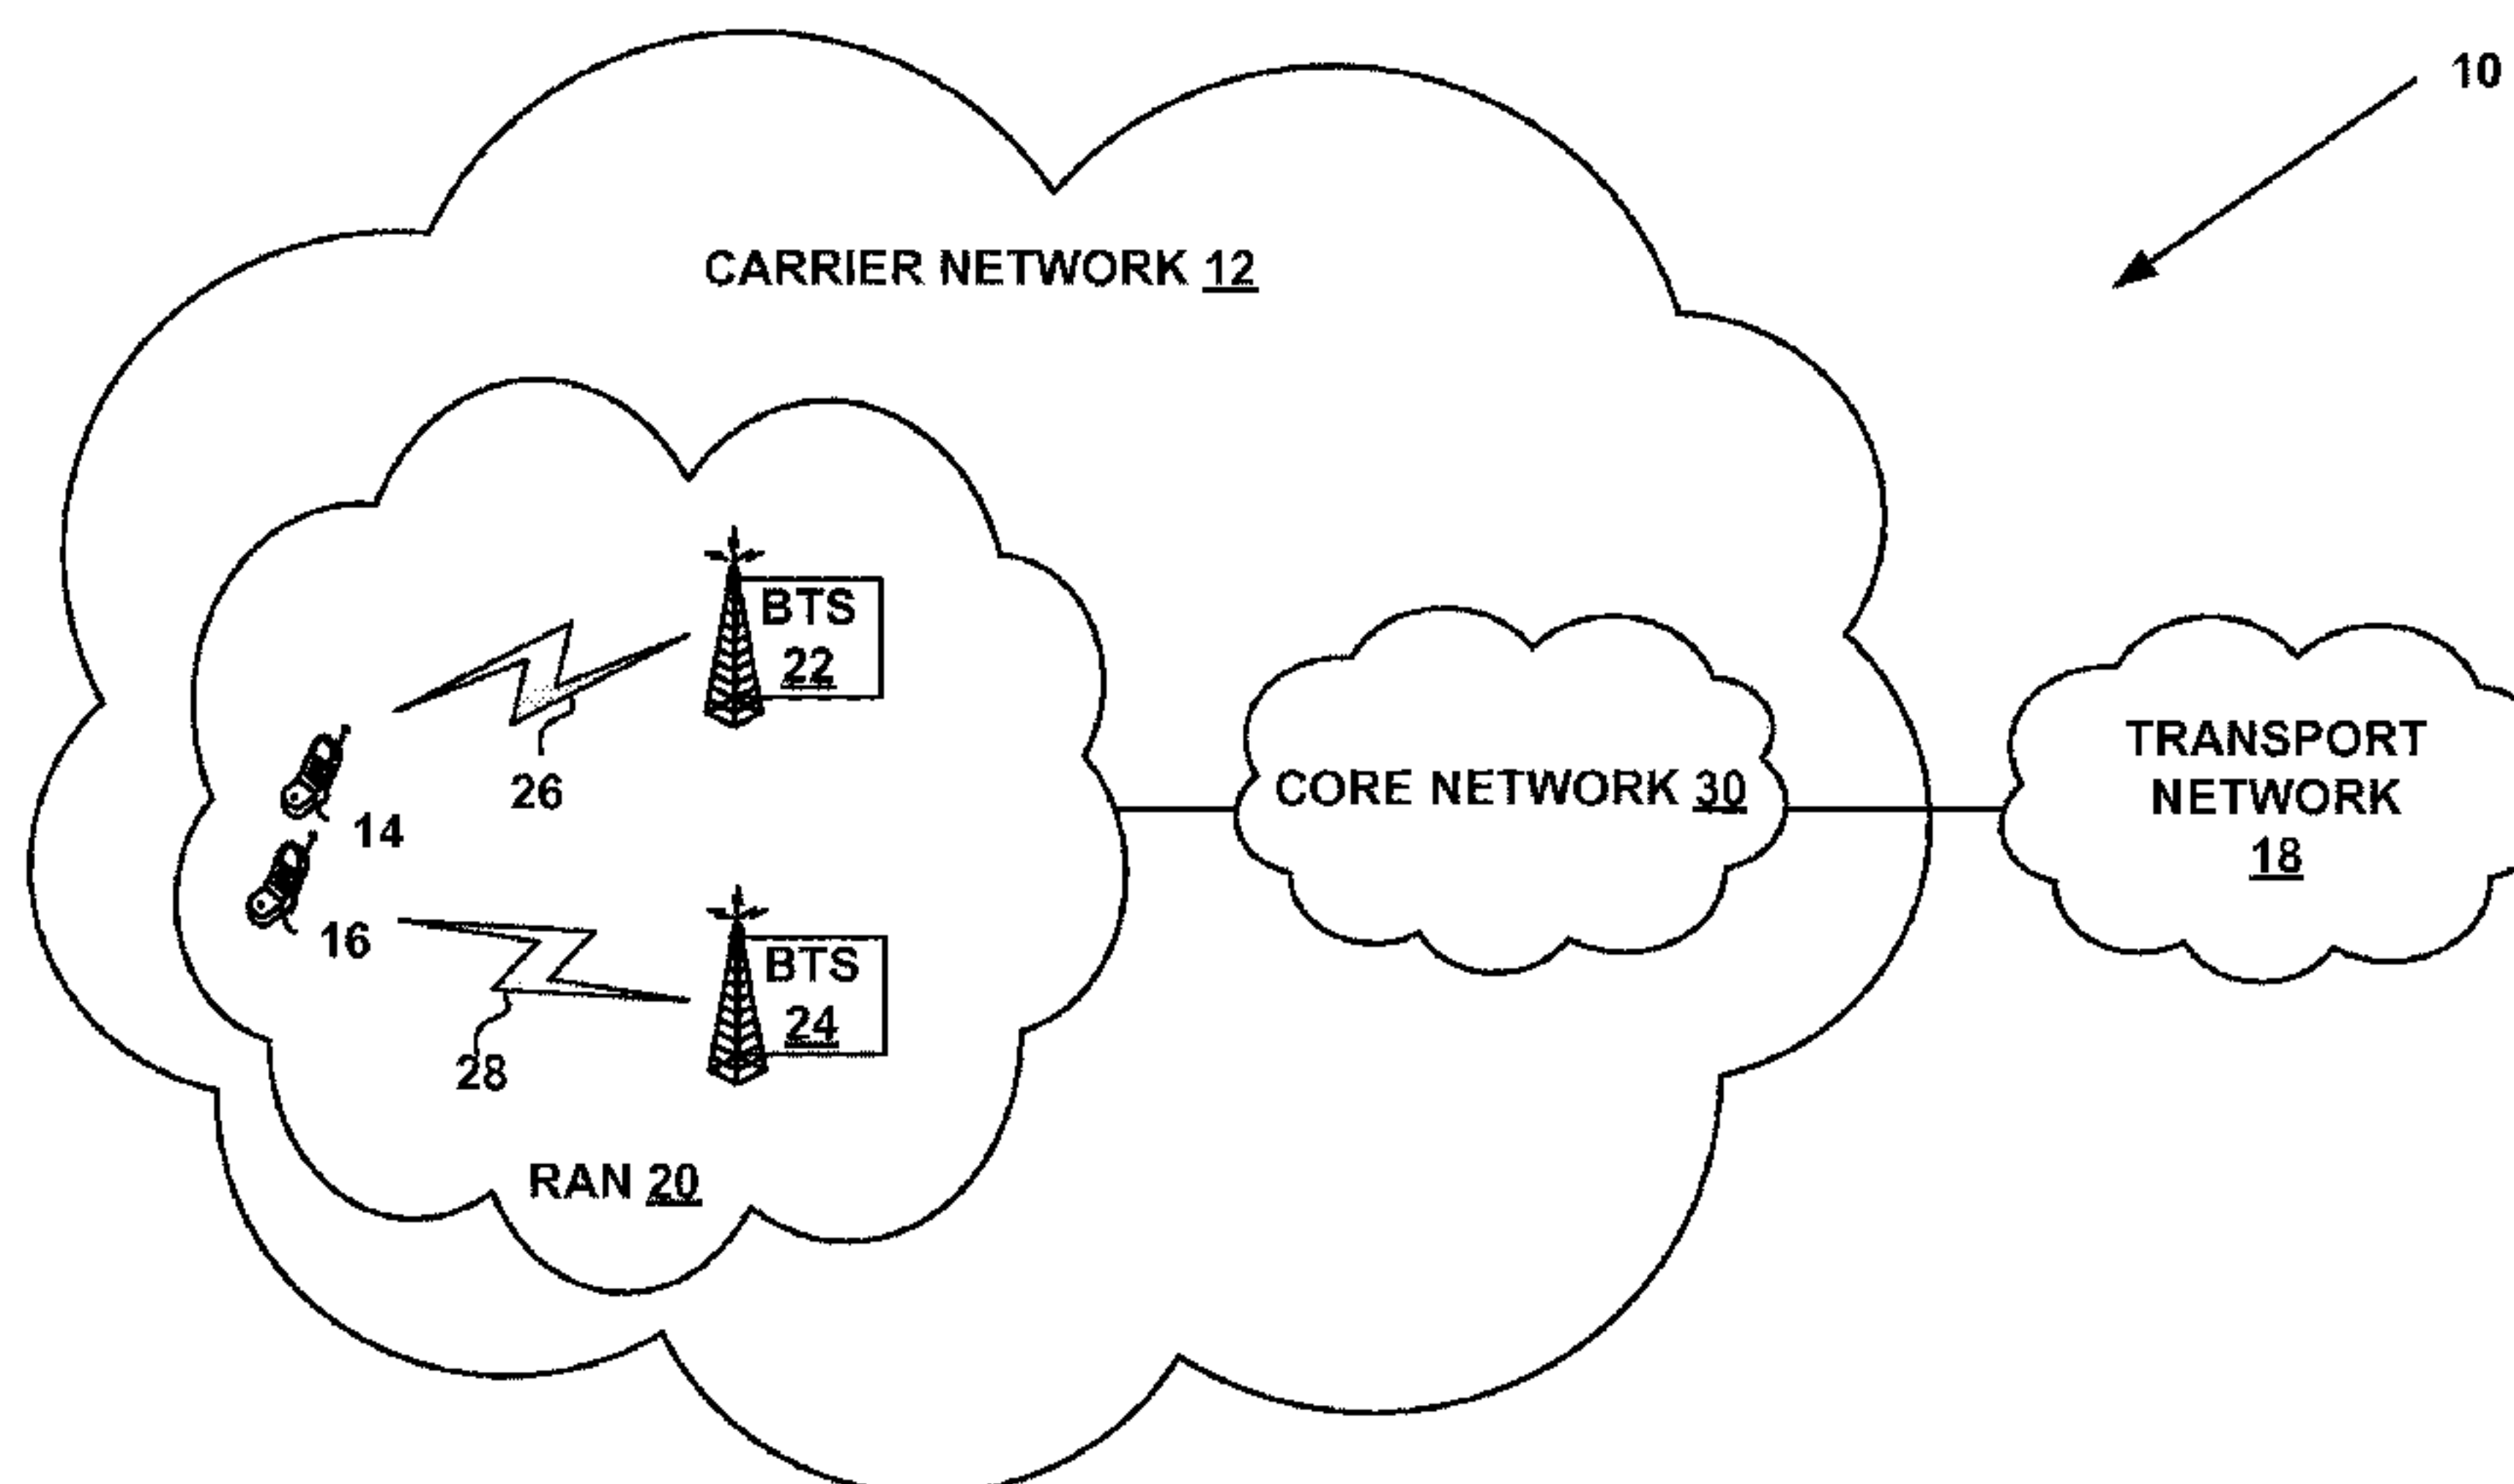 10
CARRIER NETWORK 12
BTS
22
26
14
16
BTS
24
28
RAN 20
CORE NETWORK 30
TRANSPORT
NETWORK
18